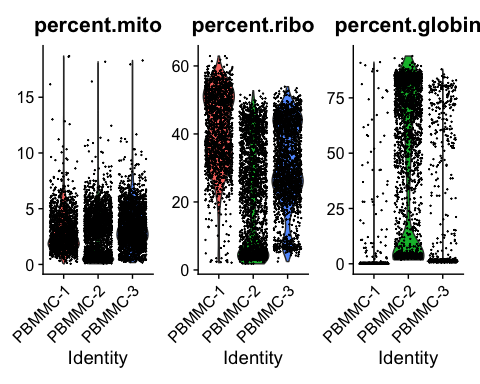 percent.mito
percent.ribo
percent.globin
15
10
5
0
60
40
20
0
75
50
25
0
PBMMC-1
PBMMC-2
PBMMC-3
PBMMC-1
PBMMC-2
PBMMC-3
PBMMC-1
PBMMC-2
PBMMC-3
Identity
Identity
Identity